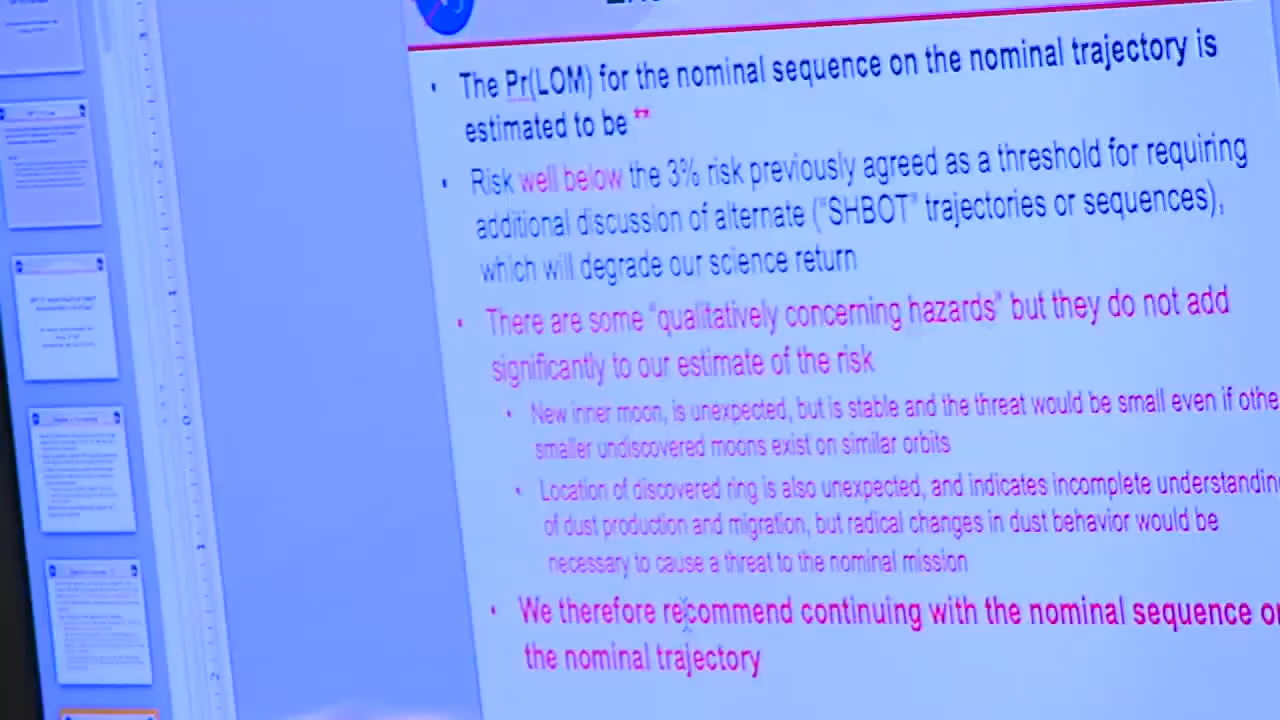 • The Pr(LOM) for the nominal sequence on the nominal trajectory is
estimated to be **
• Risk well below the 3% risk previously agreed as a threshold for requiring
additional discussion of alternate ("SHBOT" trajectories or sequences),
which will degrade our science return
• There are some "qualitatively concerning hazards" but they do not add
significantly to our estimate of the risk
• New inner moon, is unexpected, but is stable and the threat would be small even if othe
smaller undiscovered moons exist on similar orbits
• Location of discovered ring is also unexpected, and indicates incomplete understandin
of dust production and migration, but radical changes in dust behavior would be
necessary to cause a threat to the nominal mission
• We therefore recommend continuing with the nominal sequence o
the nominal trajectory